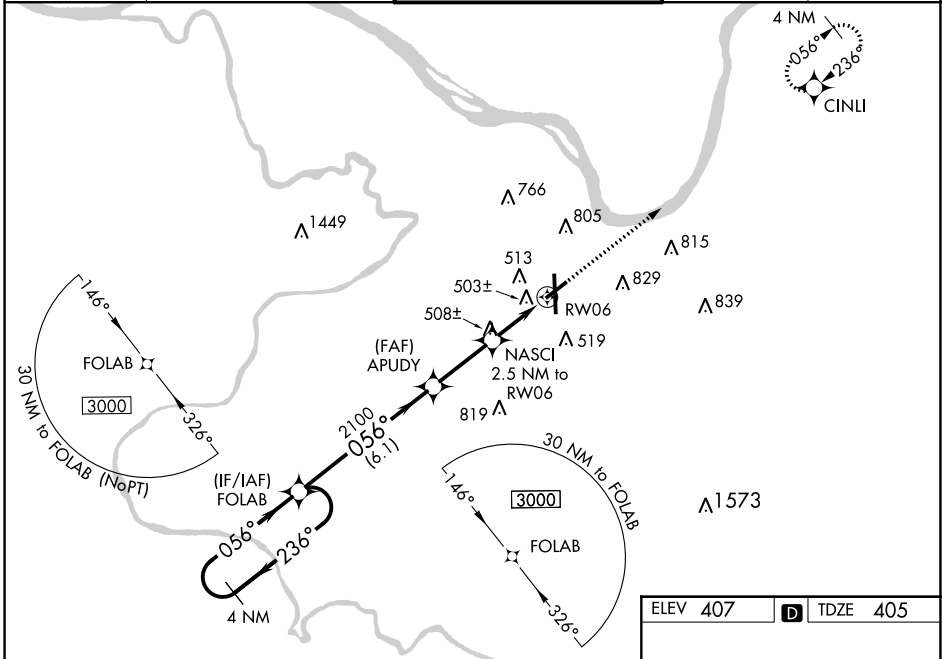 4 NM
056°
236°
CINLI
766
1449
805
815
513
829
503±
839
RW06
508±
519
146°
(FAF)
APUDY
NASCI
2.5 NM to
RW06
FOLAB
3000
326°
30 NM to FOLAB (NoPT)
2100
056°
(6.1)
819
(IF/IAF)
FOLAB
30 NM to FOLAB
146°
3000
1573
FOLAB
056°
236°
326°
4 NM
ELEV 407 D TDZE 405